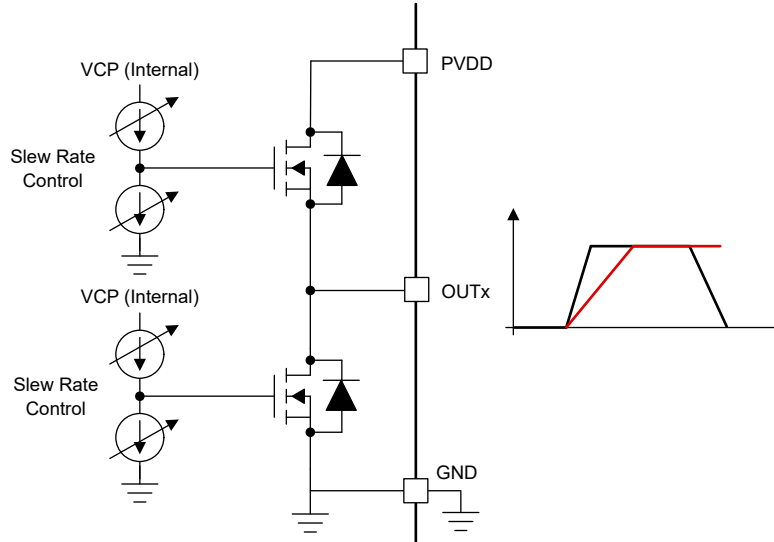 VCP (Internal)
PVDD
Slew Rate
Control
OUTx
VCP (Internal)
Slew Rate
Control
GND